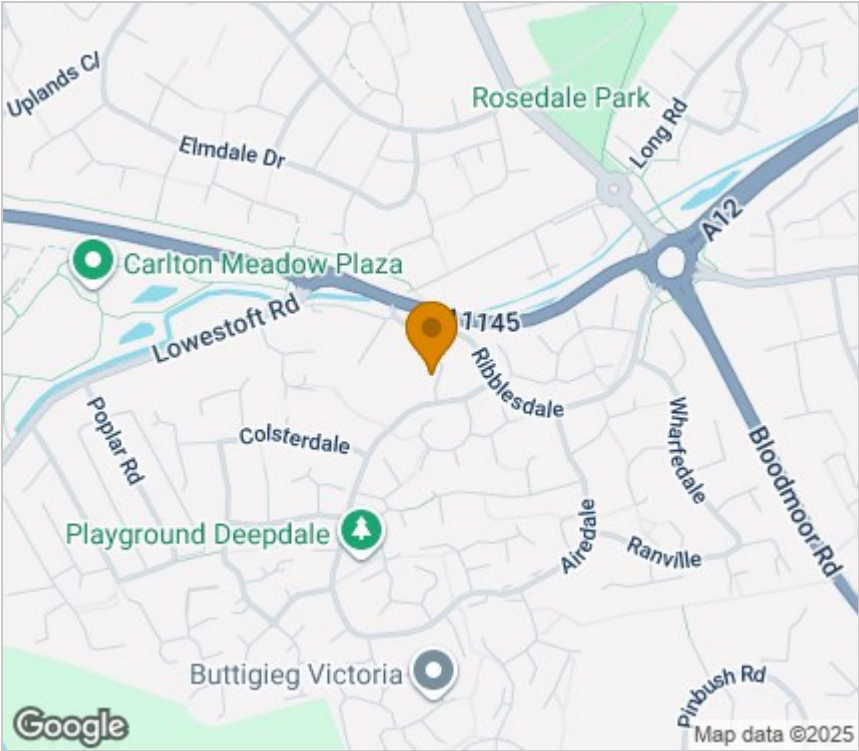 Uplands Cl
Rosedale Park
Long Rd
Elmdale Dr
A12
Carlton Meadow Plaza
Lowestoft Rd
1145
Ribblesdale
Poplar Rd
Colsterdale
Wharfedale
Bloodmoor Rd
Playground Deepdale
Airedale
Ranville
Buttigieg Victoria
Pinbush Rd
Google
Map data ©2025